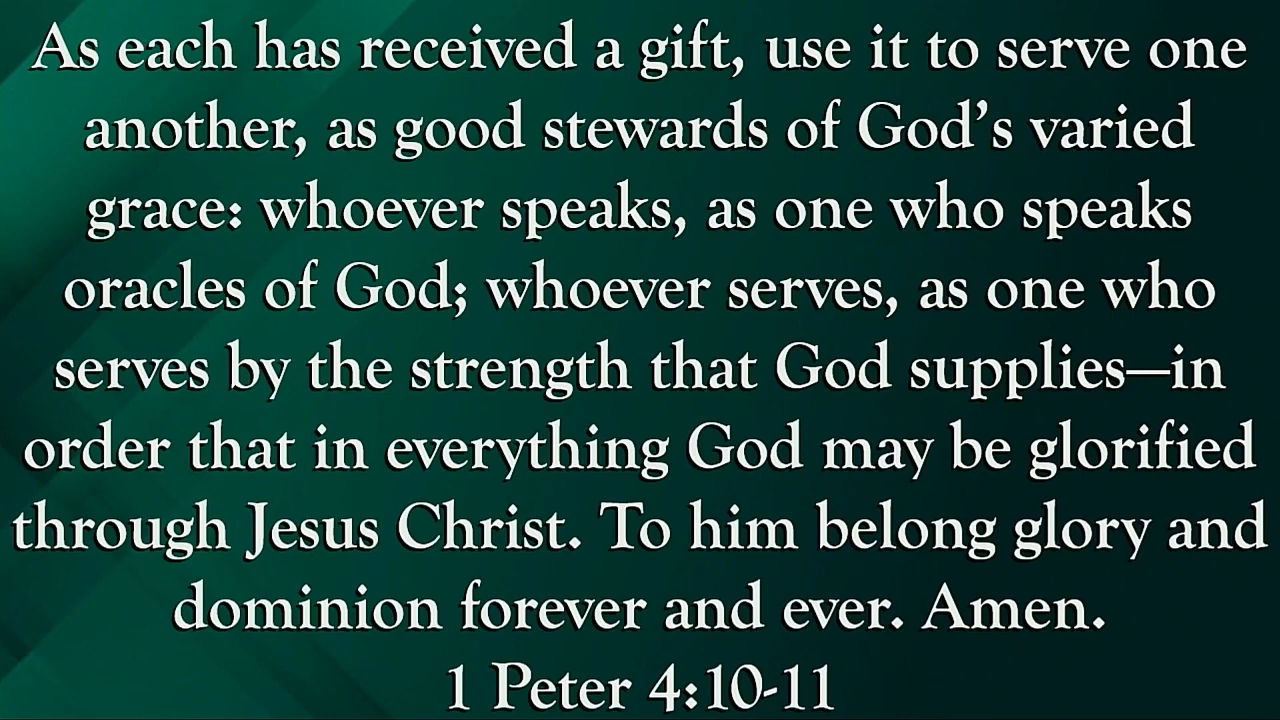 As each has received a gift, use it to serve one
another, as good stewards of God’s varied
grace: whoever speaks, as one who speaks
oracles of God; whoever serves, as one who
serves by the strength that God supplies—in
order that in everything God may be glorified
through Jesus Christ. To him belong glory and
dominion forever and ever. Amen.
1 Peter 4:10-11